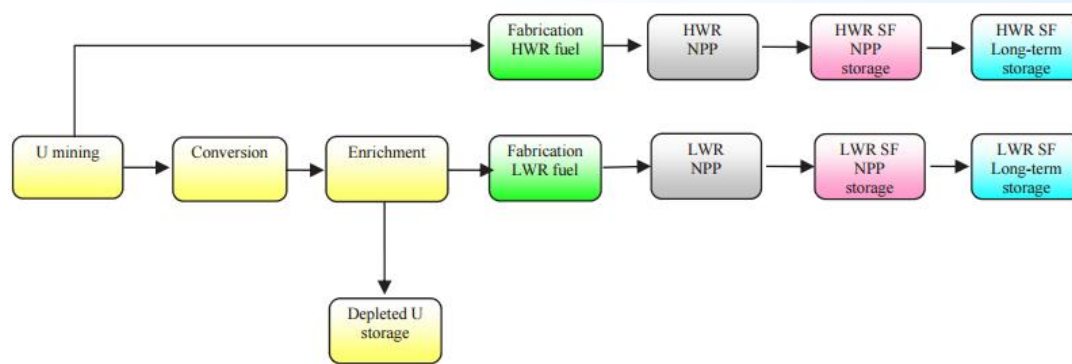 Fabrication
HWR fuel
HWR
NPP
HWR SF
NPP
storage
HWR SF
Long-term
storage
U mining
Conversion
Enrichment
Fabrication
LWR fuel
LWR
NPP
LWR SF
NPP
storage
LWR SF
Long-term
storage
Depleted U
storage